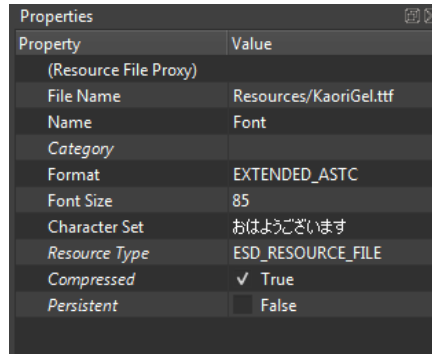 Properties
Property Value
(Resource File Proxy)
File Name Resources/KaoriGel.ttf
Name Font
Category
Format EXTENDED_ASTC
Font Size 85
Character Set おはようございます
Resource Type ESD_RESOURCE_FILE
Compressed True
Persistent False